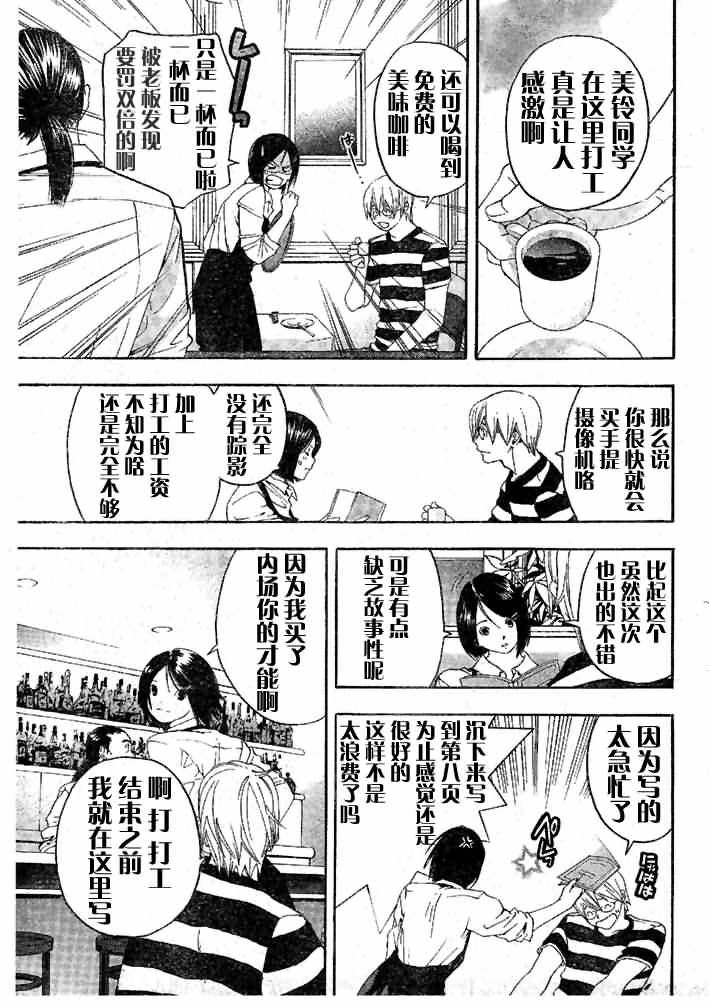 美铃同学
在这里打工
真是让人
感激啊
还可以喝到
免费的
美味咖啡
只是一杯而已啦
一杯而已
被老板发现
要罚双倍的啊
那么说
你很快就会
买手提
摄像机咯
还完全
没有踪影
加上
打工的工资
不知为啥
还是完全不够
比起这个
虽然这次
也出的不错
可是有点
缺乏故事性呢
因为我买了
内场你的才能啊
因为写的
太急忙了
沉下来写
到第八页
为止感觉还是
很好的
这样不是
太浪费了吗
ぺん
にゃはは
啊打打工
结束之前
我就在这里写